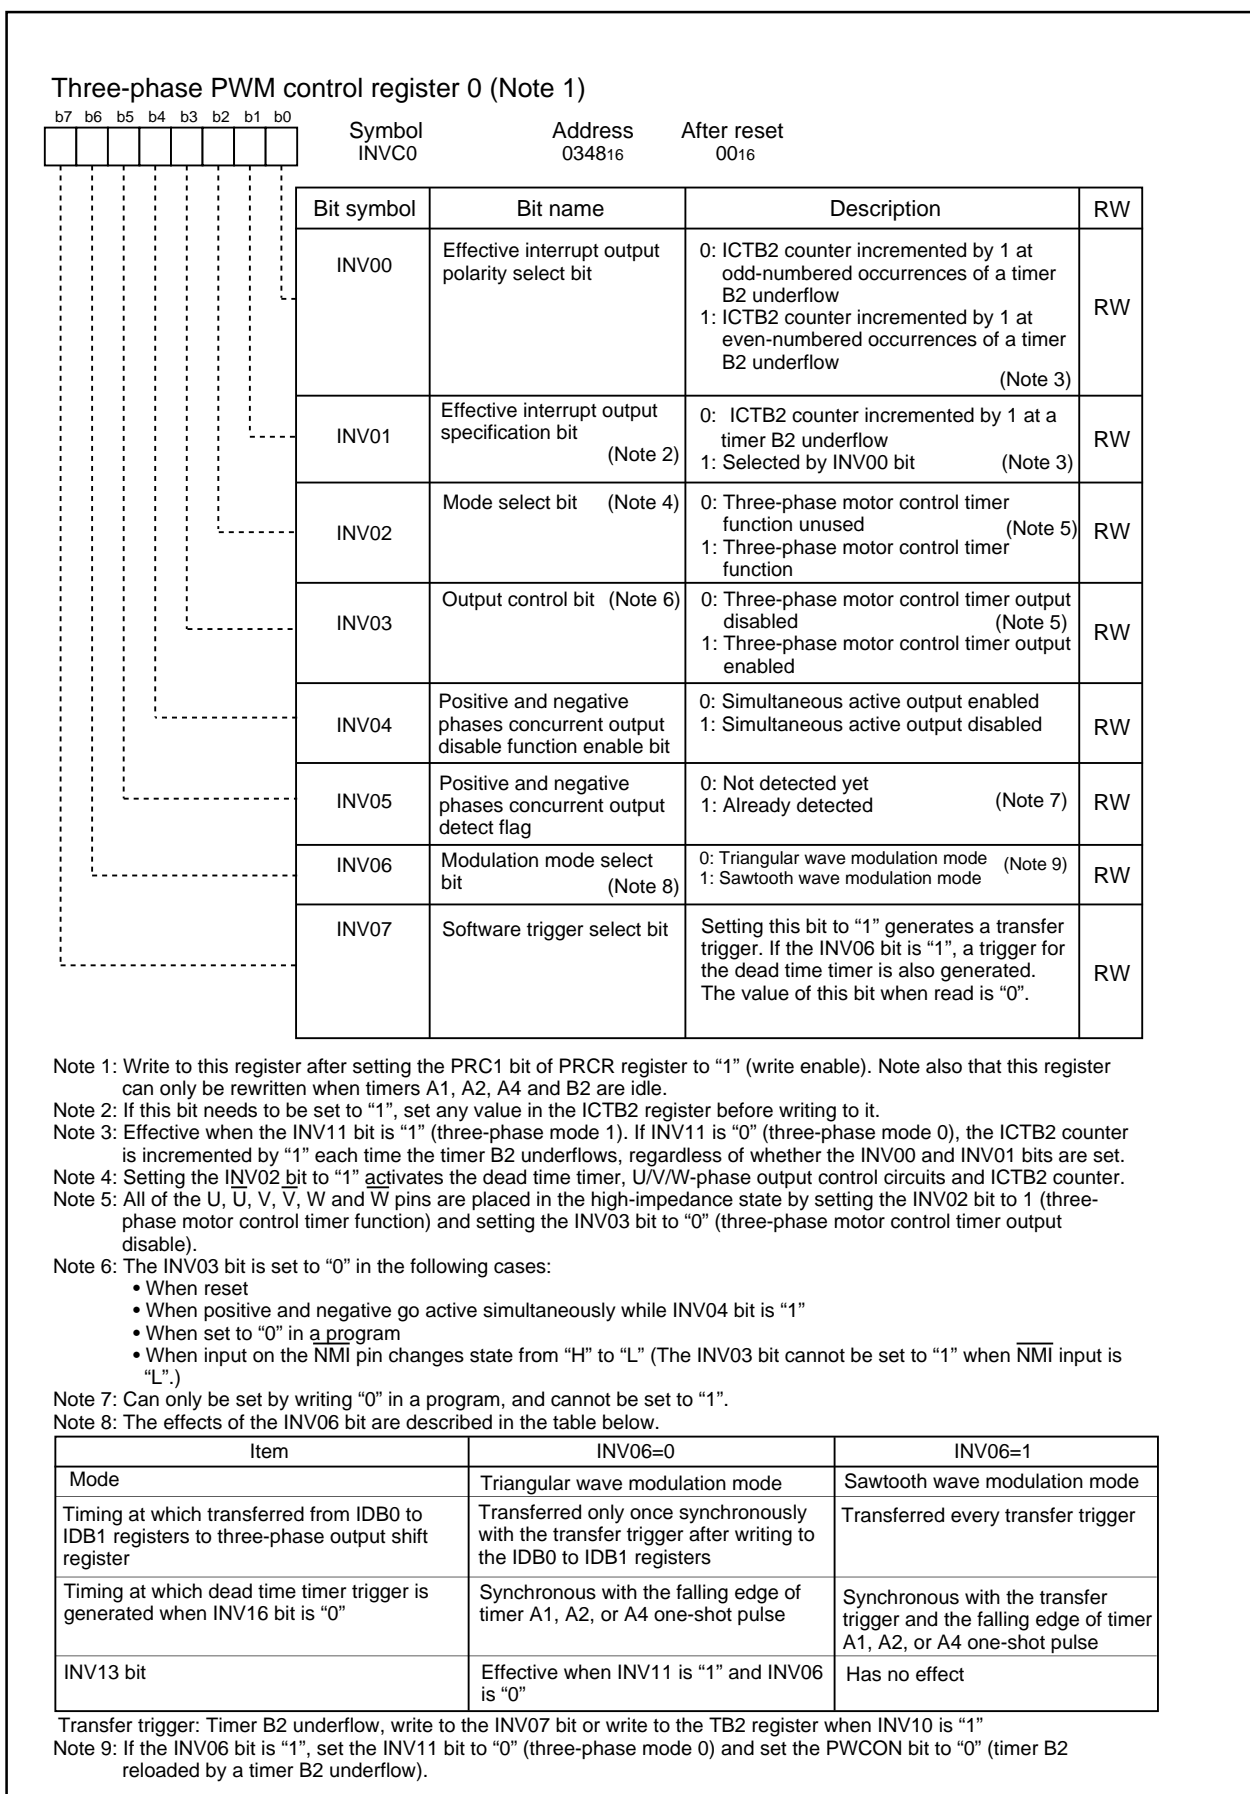 Three-phase PWM control register 0 (Note 1)
b7 b6 b5 b4 b3 b2 b1 b0
Symbol Address After reset
INVC0 034816 0016
Bit symbol Bit name Description RW
INV00
Effective interrupt output
polarity select bit
0: ICTB2 counter incremented by 1 at
odd-numbered occurrences of a timer
B2 underflow
1: ICTB2 counter incremented by 1 at
even-numbered occurrences of a timer
B2 underflow
(Note 3)
RW
INV01
Effective interrupt output
specification bit
(Note 2)
0: ICTB2 counter incremented by 1 at a
timer B2 underflow
1: Selected by INV00 bit (Note 3)
RW
INV02
Mode select bit (Note 4)
0: Three-phase motor control timer
function unused (Note 5)
1: Three-phase motor control timer
function
RW
INV03
Output control bit (Note 6)
0: Three-phase motor control timer output
disabled (Note 5)
1: Three-phase motor control timer output
enabled
RW
INV04
Positive and negative
phases concurrent output
disable function enable bit
0: Simultaneous active output enabled
1: Simultaneous active output disabled
RW
INV05
Positive and negative
phases concurrent output
detect flag
0: Not detected yet
1: Already detected (Note 7)
RW
INV06
Modulation mode select
bit (Note 8)
0: Triangular wave modulation mode (Note 9)
1: Sawtooth wave modulation mode
RW
INV07
Software trigger select bit
Setting this bit to “1” generates a transfer
trigger. If the INV06 bit is “1”, a trigger for
the dead time timer is also generated.
The value of this bit when read is “0”.
RW
Note 1: Write to this register after setting the PRC1 bit of PRCR register to “1” (write enable). Note also that this register
can only be rewritten when timers A1, A2, A4 and B2 are idle.
Note 2: If this bit needs to be set to “1”, set any value in the ICTB2 register before writing to it.
Note 3: Effective when the INV11 bit is “1” (three-phase mode 1). If INV11 is “0” (three-phase mode 0), the ICTB2 counter
is incremented by “1” each time the timer B2 underflows, regardless of whether the INV00 and INV01 bits are set.
Note 4: Setting the INV02 bit to “1” activates the dead time timer, U/V/W-phase output control circuits and ICTB2 counter.
Note 5: All of the U, U̅, V, V̅, W and W̅ pins are placed in the high-impedance state by setting the INV02 bit to 1 (three-
phase motor control timer function) and setting the INV03 bit to “0” (three-phase motor control timer output
disable).
Note 6: The INV03 bit is set to “0” in the following cases:
• When reset
• When positive and negative go active simultaneously while INV04 bit is “1”
• When set to “0” in a program
• When input on the N̅M̅I̅ pin changes state from “H” to “L” (The INV03 bit cannot be set to “1” when N̅M̅I̅ input is
“L”.)
Note 7: Can only be set by writing “0” in a program, and cannot be set to “1”.
Note 8: The effects of the INV06 bit are described in the table below.
Item INV06=0 INV06=1
Mode Triangular wave modulation mode Sawtooth wave modulation mode
Timing at which transferred from IDB0 to
IDB1 registers to three-phase output shift
register
Transferred only once synchronously
with the transfer trigger after writing to
the IDB0 to IDB1 registers
Transferred every transfer trigger
Timing at which dead time timer trigger is
generated when INV16 bit is “0”
Synchronous with the falling edge of
timer A1, A2, or A4 one-shot pulse
Synchronous with the transfer
trigger and the falling edge of timer
A1, A2, or A4 one-shot pulse
INV13 bit
Effective when INV11 is “1” and INV06
is “0”
Has no effect
Transfer trigger: Timer B2 underflow, write to the INV07 bit or write to the TB2 register when INV10 is “1”
Note 9: If the INV06 bit is “1”, set the INV11 bit to “0” (three-phase mode 0) and set the PWCON bit to “0” (timer B2
reloaded by a timer B2 underflow).